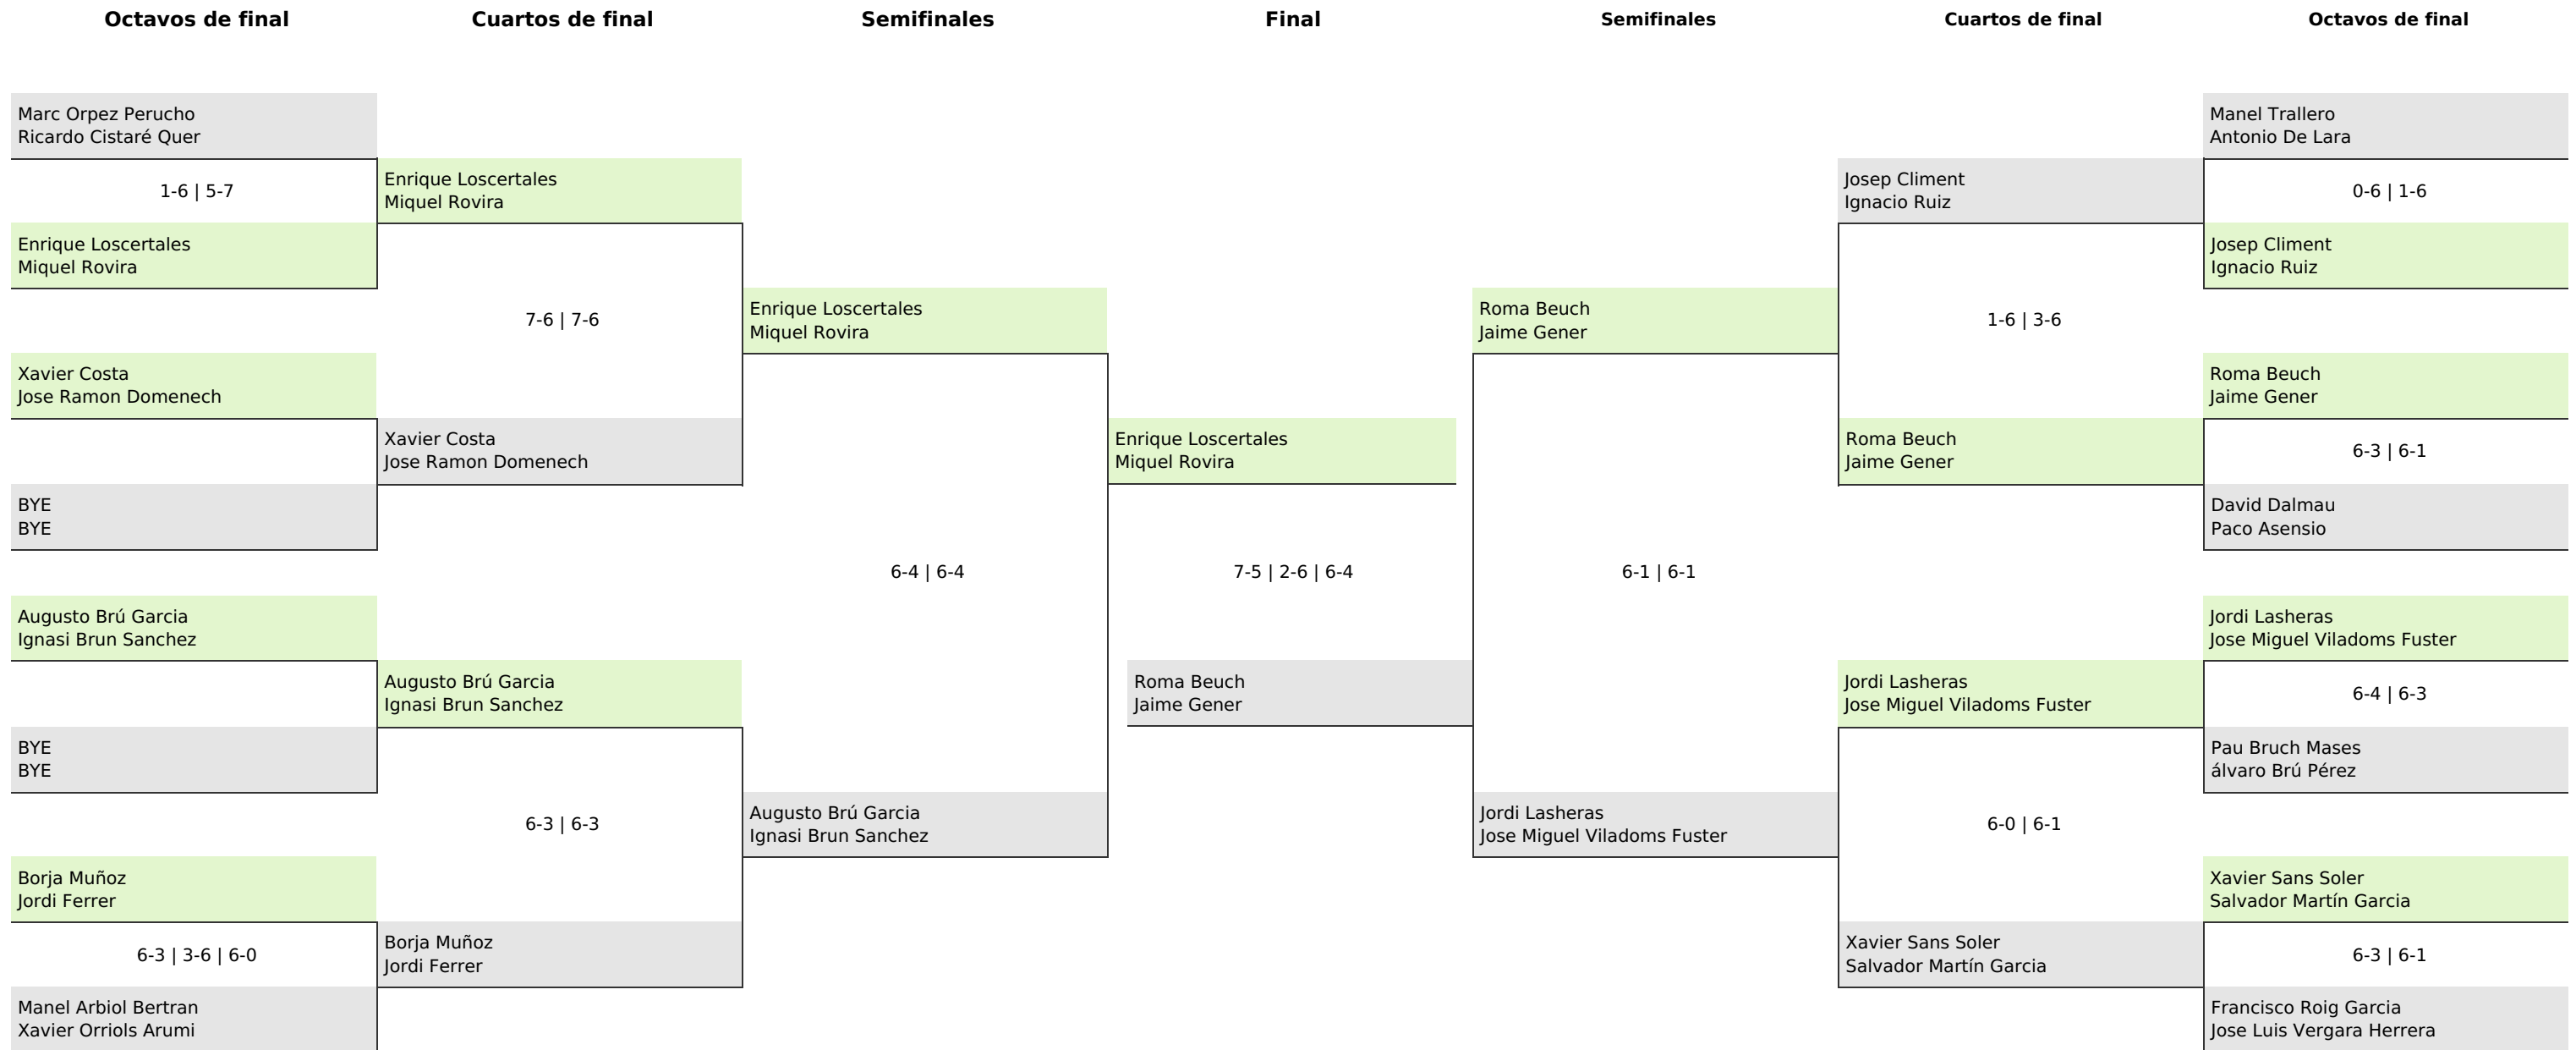 Octavos de final
Cuartos de final
Semifinales
Final
Semifinales
Cuartos de final
Octavos de final
Marc Orpez Perucho
Ricardo Cistaré Quer
1-6 | 5-7
Enrique Loscertales
Miquel Rovira
Xavier Costa
Jose Ramon Domenech
BYE
BYE
Augusto Brú Garcia
Ignasi Brun Sanchez
BYE
BYE
Borja Muñoz
Jordi Ferrer
6-3 | 3-6 | 6-0
Manel Arbiol Bertran
Xavier Orriols Arumi
Enrique Loscertales
Miquel Rovira
7-6 | 7-6
Xavier Costa
Jose Ramon Domenech
Augusto Brú Garcia
Ignasi Brun Sanchez
6-3 | 6-3
Borja Muñoz
Jordi Ferrer
Enrique Loscertales
Miquel Rovira
6-4 | 6-4
Augusto Brú Garcia
Ignasi Brun Sanchez
Enrique Loscertales
Miquel Rovira
7-5 | 2-6 | 6-4
Roma Beuch
Jaime Gener
Roma Beuch
Jaime Gener
6-1 | 6-1
Jordi Lasheras
Jose Miguel Viladoms Fuster
Josep Climent
Ignacio Ruiz
1-6 | 3-6
Roma Beuch
Jaime Gener
Jordi Lasheras
Jose Miguel Viladoms Fuster
6-0 | 6-1
Xavier Sans Soler
Salvador Martín Garcia
Manel Trallero
Antonio De Lara
0-6 | 1-6
Josep Climent
Ignacio Ruiz
Roma Beuch
Jaime Gener
6-3 | 6-1
David Dalmau
Paco Asensio
Jordi Lasheras
Jose Miguel Viladoms Fuster
6-4 | 6-3
Pau Bruch Mases
álvaro Brú Pérez
Xavier Sans Soler
Salvador Martín Garcia
6-3 | 6-1
Francisco Roig Garcia
Jose Luis Vergara Herrera